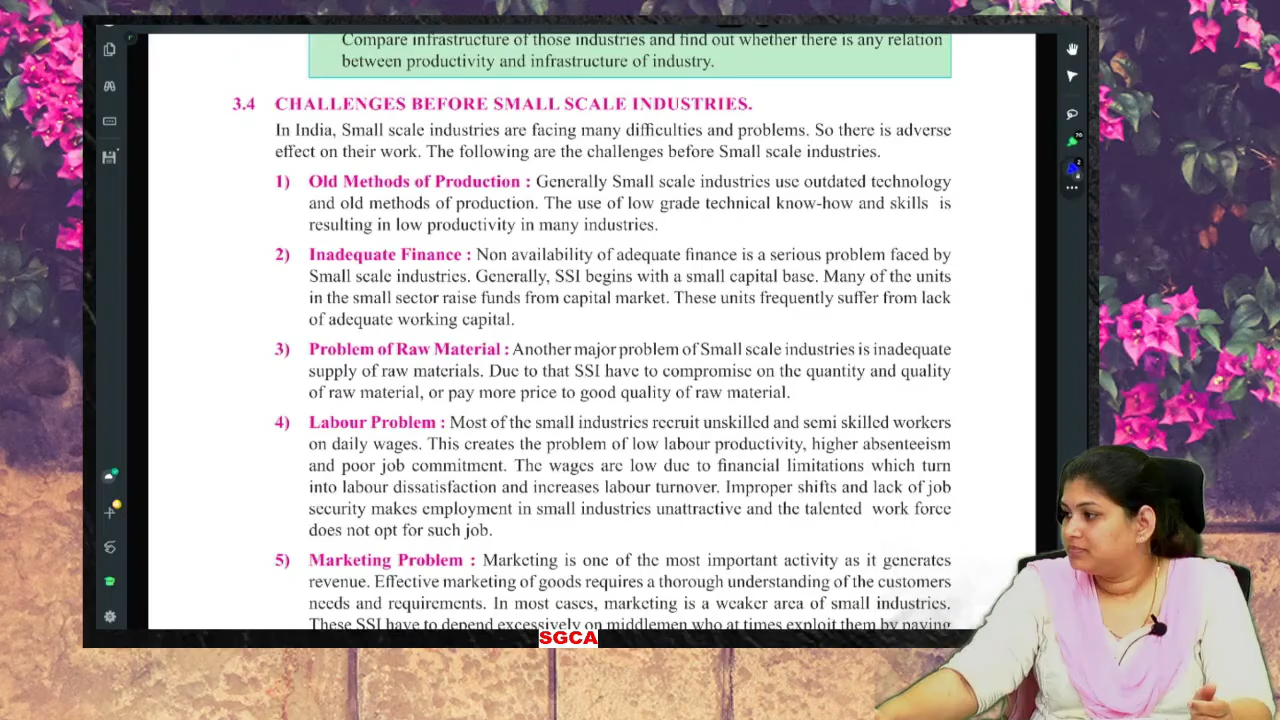 Compare infrastructure of those industries and find out whether there is any relation
between productivity and infrastructure of industry.
3.4 CHALLENGES BEFORE SMALL SCALE INDUSTRIES.
In India, Small scale industries are facing many difficulties and problems. So there is adverse
effect on their work. The following are the challenges before Small scale industries.
1) Old Methods of Production : Generally Small scale industries use outdated technology
and old methods of production. The use of low grade technical know-how and skills is
resulting in low productivity in many industries.
2) Inadequate Finance : Non availability of adequate finance is a serious problem faced by
Small scale industries. Generally, SSI begins with a small capital base. Many of the units
in the small sector raise funds from capital market. These units frequently suffer from lack
of adequate working capital.
3) Problem of Raw Material : Another major problem of Small scale industries is inadequate
supply of raw materials. Due to that SSI have to compromise on the quantity and quality
of raw material, or pay more price to good quality of raw material.
4) Labour Problem : Most of the small industries recruit unskilled and semi skilled workers
on daily wages. This creates the problem of low labour productivity, higher absenteeism
and poor job commitment. The wages are low due to financial limitations which turn
into labour dissatisfaction and increases labour turnover. Improper shifts and lack of job
security makes employment in small industries unattractive and the talented work force
does not opt for such job.
5) Marketing Problem : Marketing is one of the most important activity as it generates
revenue. Effective marketing of goods requires a thorough understanding of the customers
needs and requirements. In most cases, marketing is a weaker area of small industries.
These SSI have to depend excessively on middlemen who at times exploit them by paying
SGCA